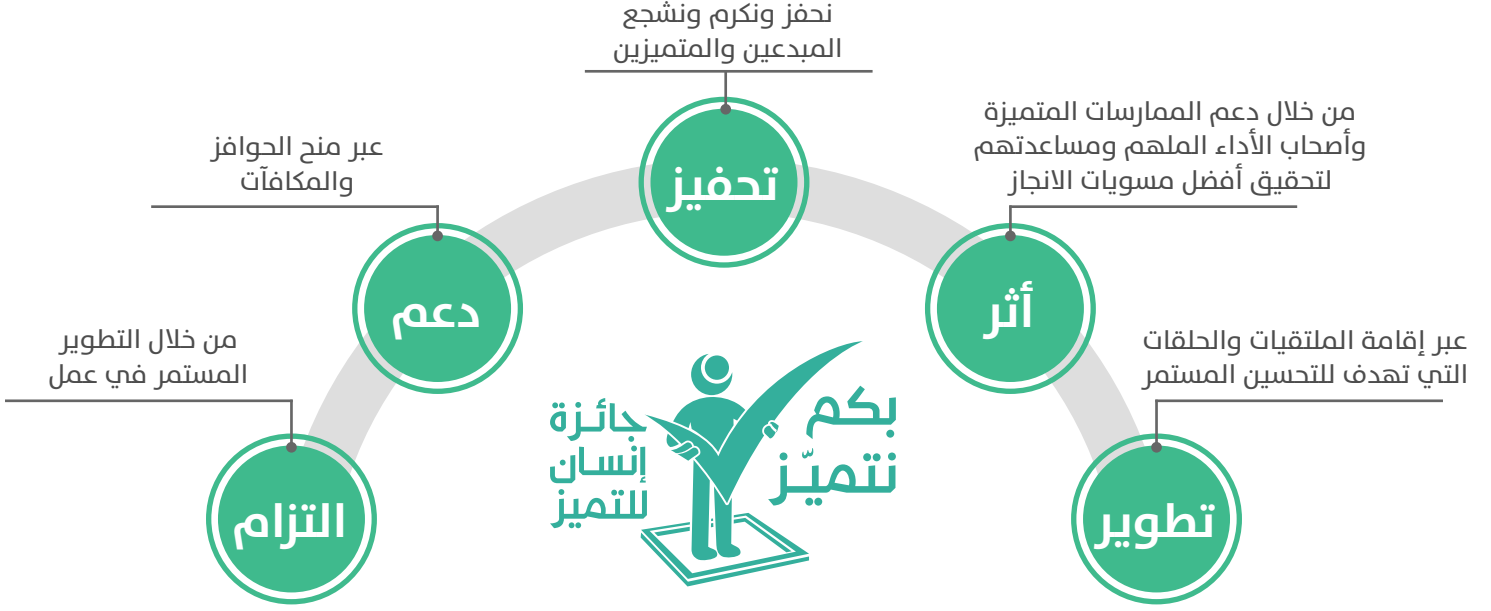 نحفز ونكرم ونشجع
المبدعين والمتميزين
تحفيز
من خلال دعم الممارسات المتميزة
وأصحاب الأداء الملهم ومساعدتهم
لتحقيق أفضل مسويات الانجاز
أثر
عبر إقامة الملتقيات والحلقات
التي تهدف للتحسين المستمر
تطوير
عبر منح الحوافز
والمكافآت
دعم
من خلال التطوير
المستمر في عمل
التزام
بكم
نتميّز
جائزة
إنسان
للتميز